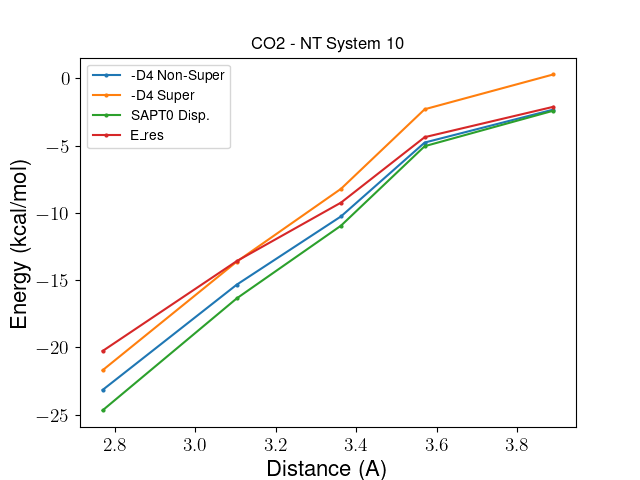 CO2 - NT System 10
-D4 Non-Super
-D4 Super
SAPT0 Disp.
E_res
0
−5
−10
−15
−20
−25
Energy (kcal/mol)
2.8 3.0 3.2 3.4 3.6 3.8
Distance (A)